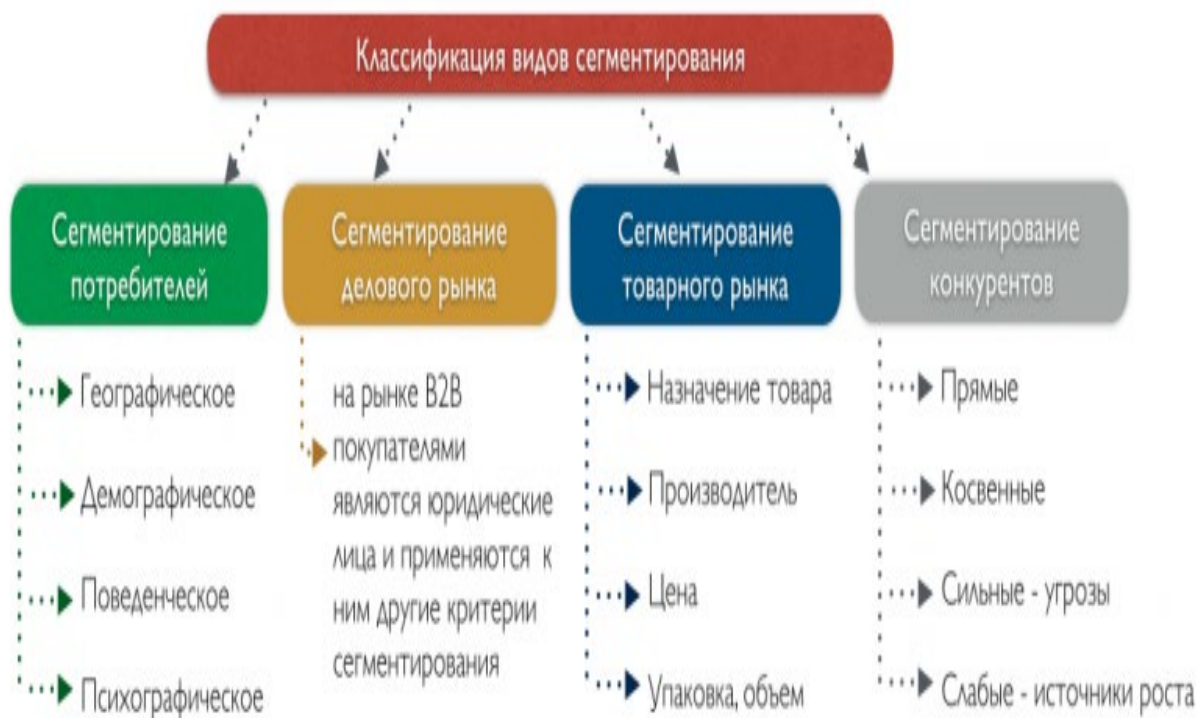 Классификация видов сегментирования
Сегментирование
потребителей
Географическое
Демографическое
Поведенческое
Психографическое
Сегментирование
делового рынка
на рынке B2B
покупателями
являются юридические
лица и применяются к
ним другие критерии
сегментирования
Сегментирование
товарного рынка
Назначение товара
Производитель
Цена
Упаковка, объем
Сегментирование
конкурентов
Прямые
Косвенные
Сильные - угрозы
Слабые - источники роста